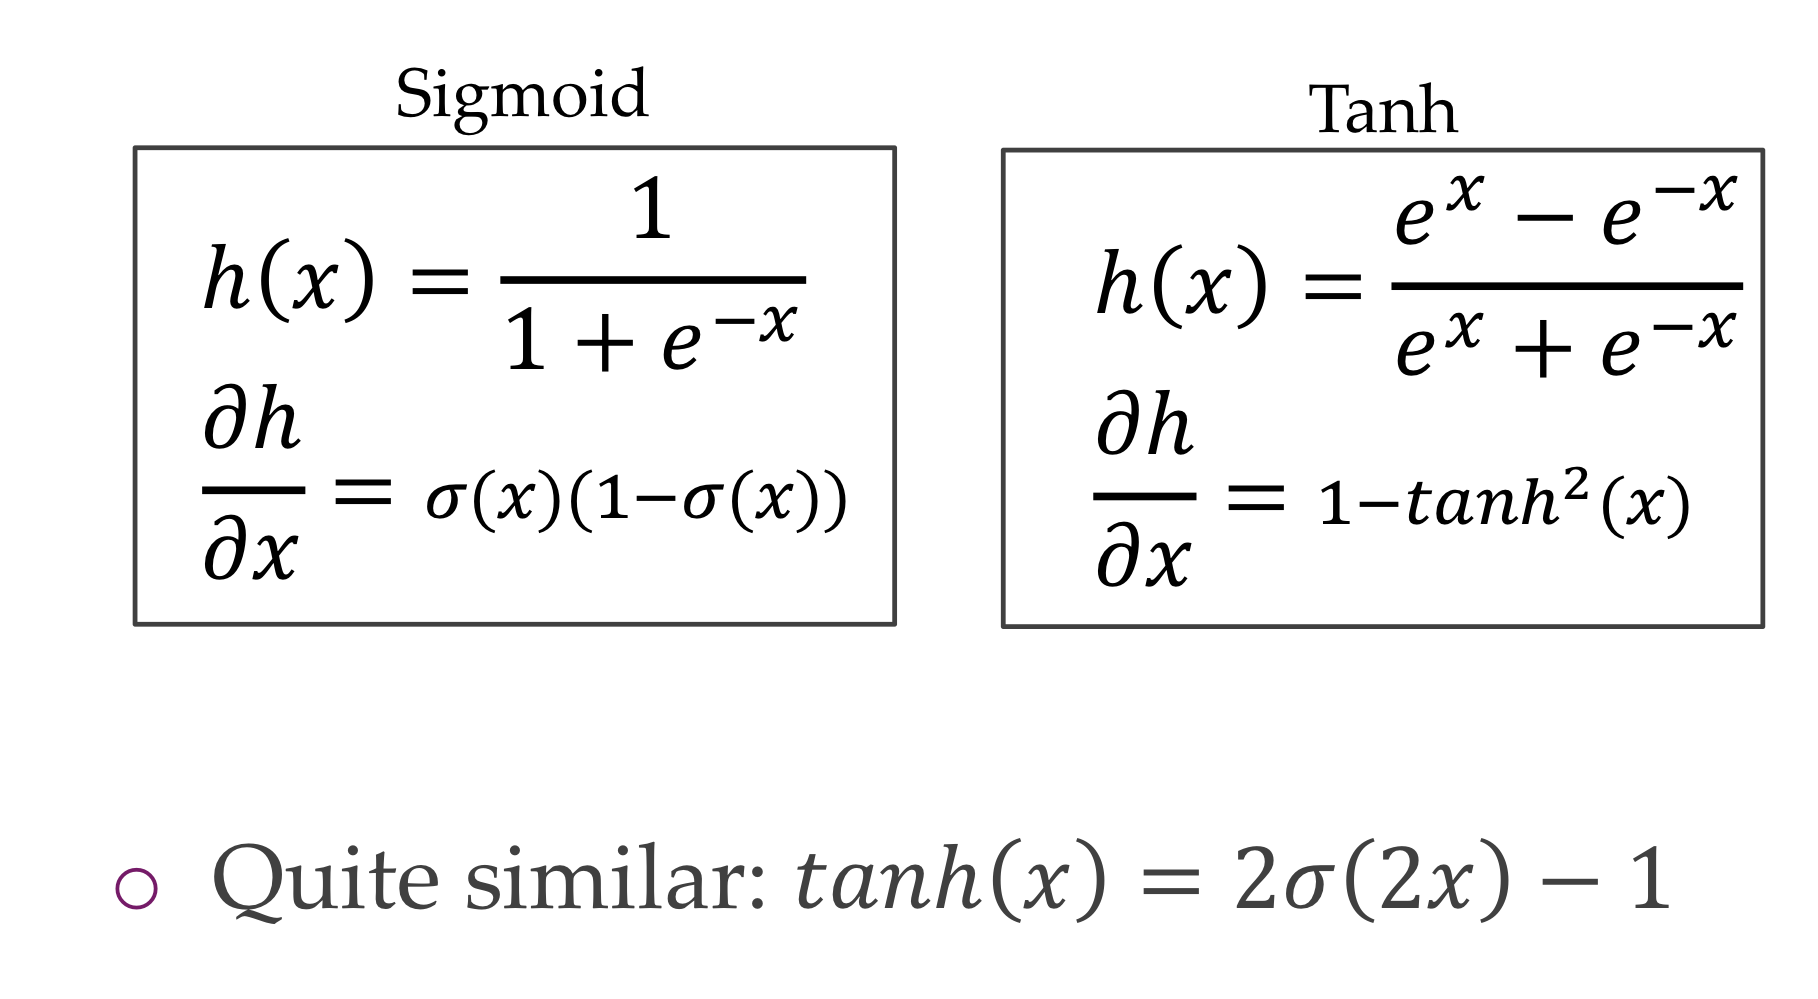 Sigmoid
h(x) = 1 / (1 + e^{-x})
∂h/∂x = σ(x)(1−σ(x))
Tanh
h(x) = (e^x − e^{-x}) / (e^x + e^{-x})
∂h/∂x = 1−tanh²(x)
○ Quite similar: tanh(x) = 2σ(2x) − 1